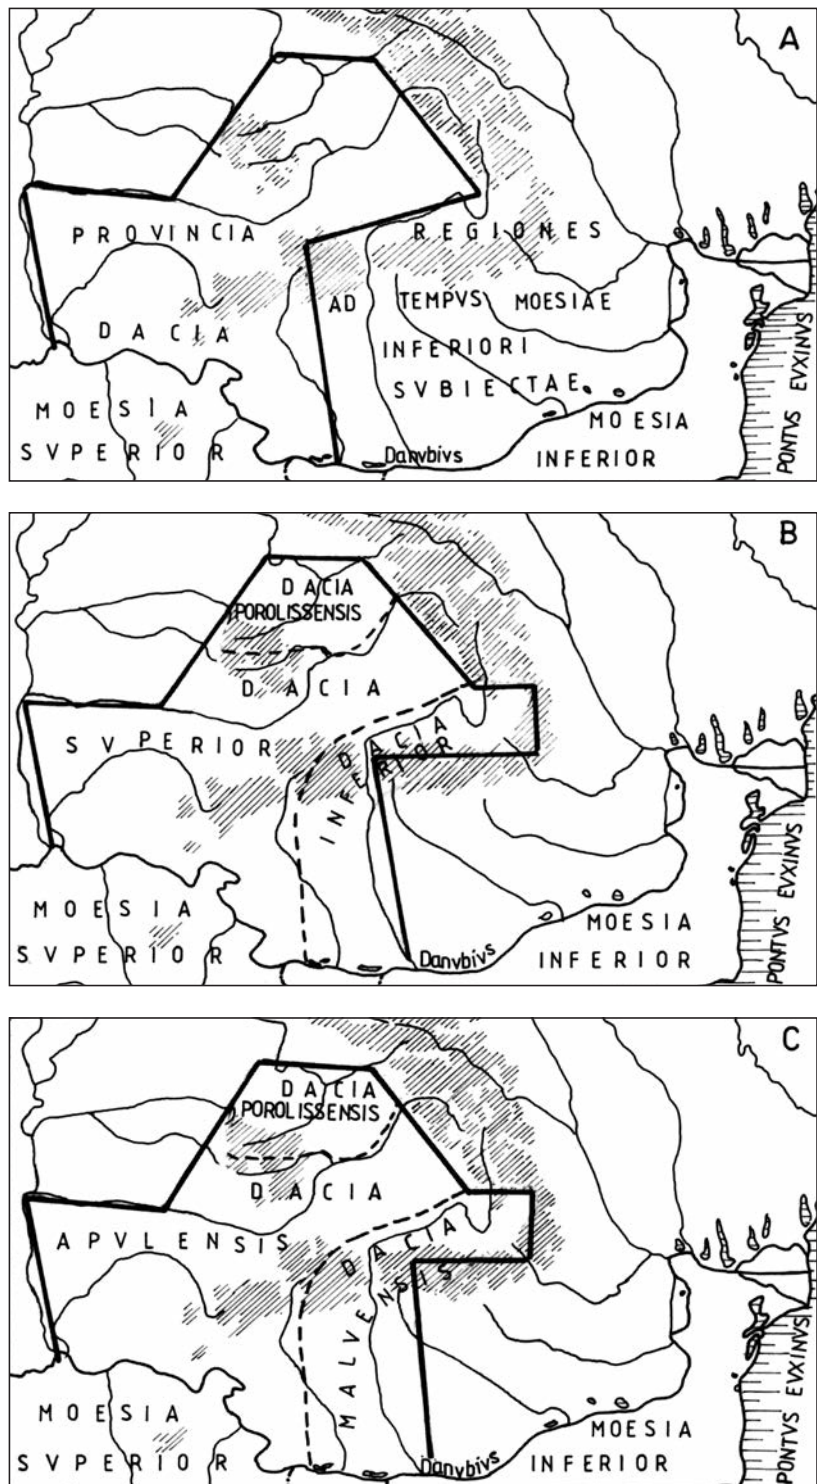 A
PROVINCIA
REGIONES
AD TEMPVS MOESIAE
DACIA
INFERIORI
SVBIECTAE
MOESIA
SVPERIOR
MOESIA
INFERIOR
Danvbivs
PONTVS EVXINVS
B
DACIA
POROLISSENSIS
DACIA
SVPERIOR
DACIA
INFERIOR
MOESIA
SVPERIOR
MOESIA
INFERIOR
Danvbivs
PONTVS EVXINVS
C
DACIA
POROLISSENSIS
DACIA
APVLENSIS
DACIA
MALVENSIS
MOESIA
SVPERIOR
MOESIA
INFERIOR
Danvbivs
PONTVS EVXINVS